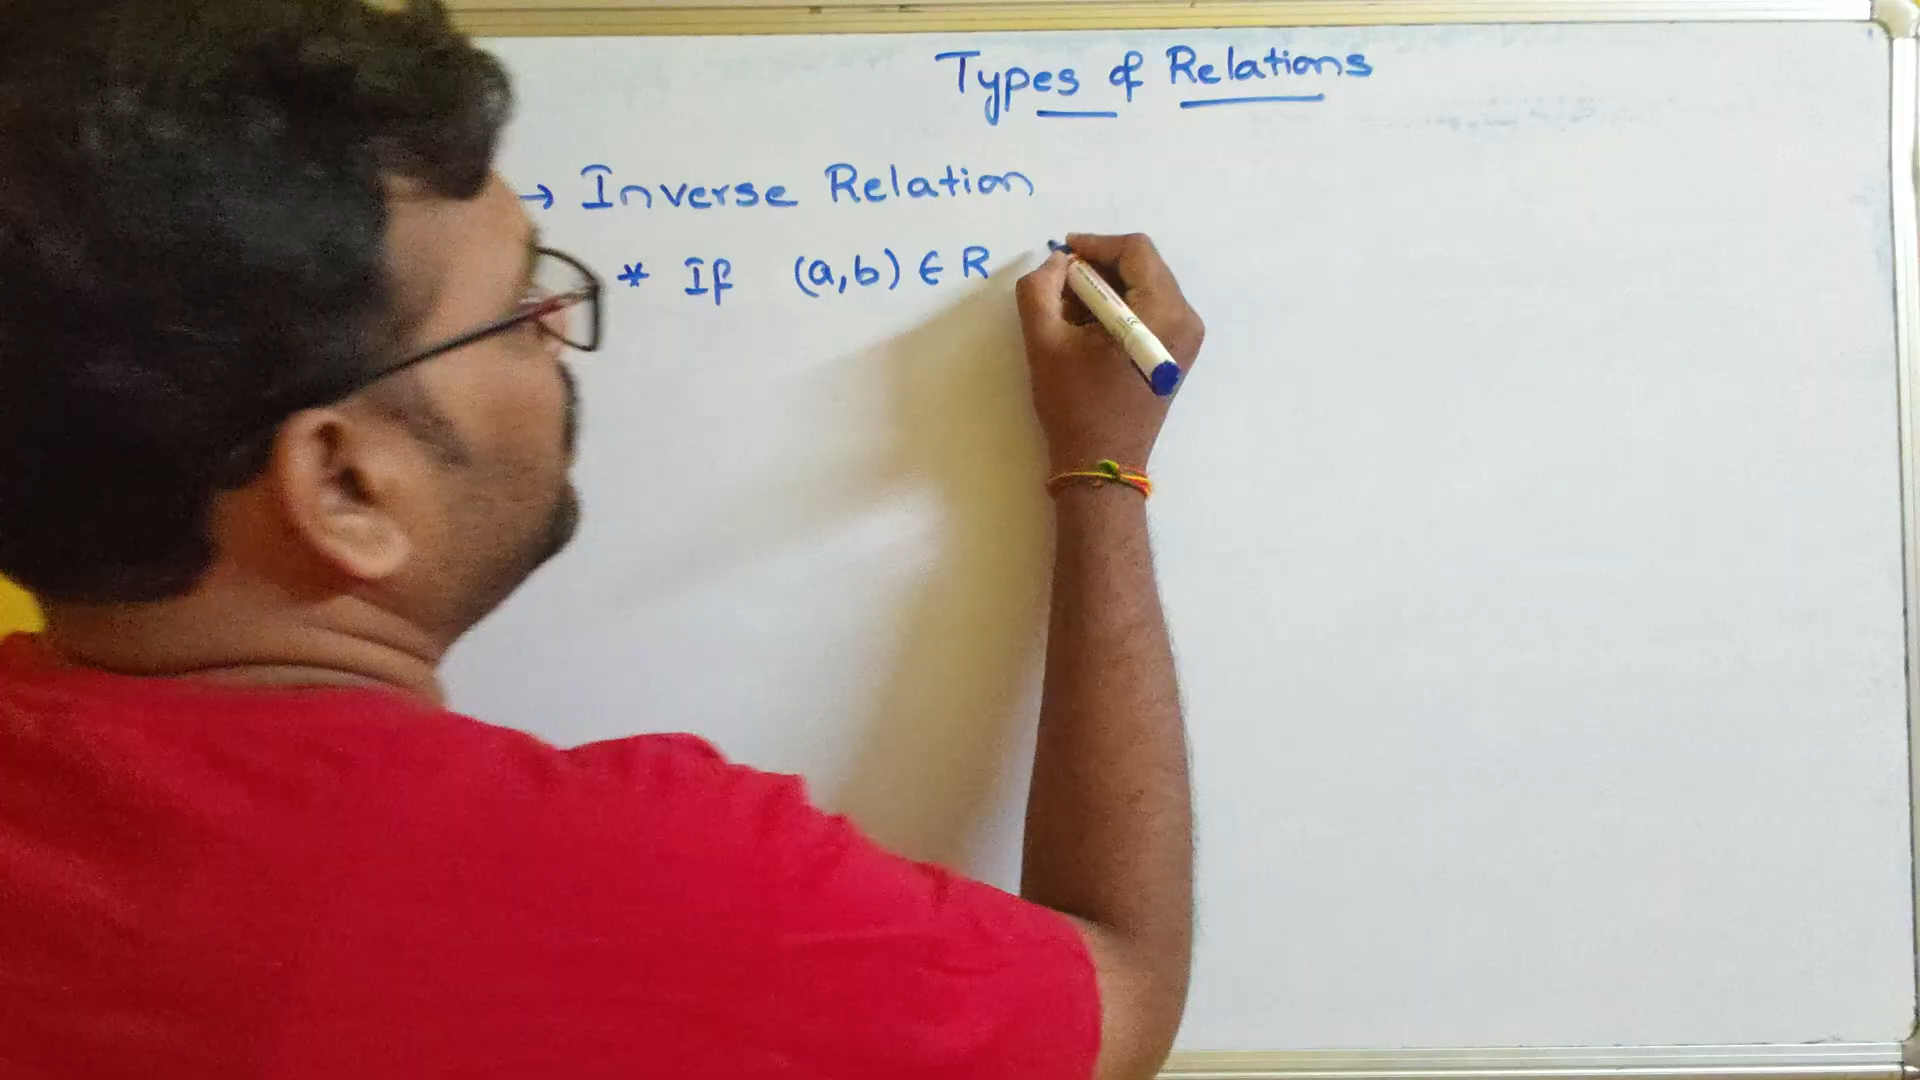 Types of Relations
→ Inverse Relation
* If (a,b) ∈ R